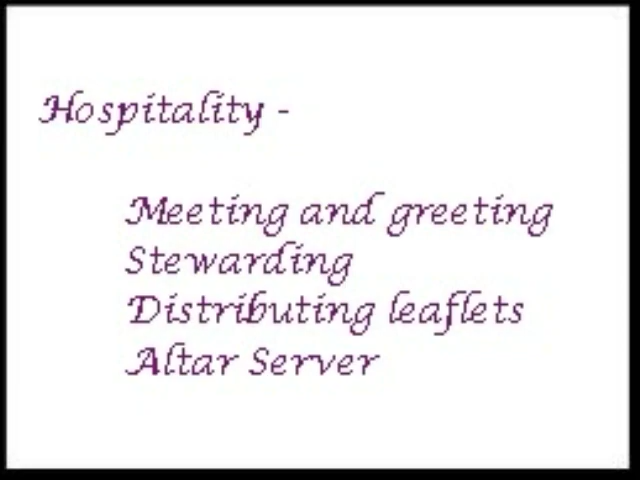 Hospitality -
Meeting and greeting
Stewarding
Distributing leaflets
Altar Server